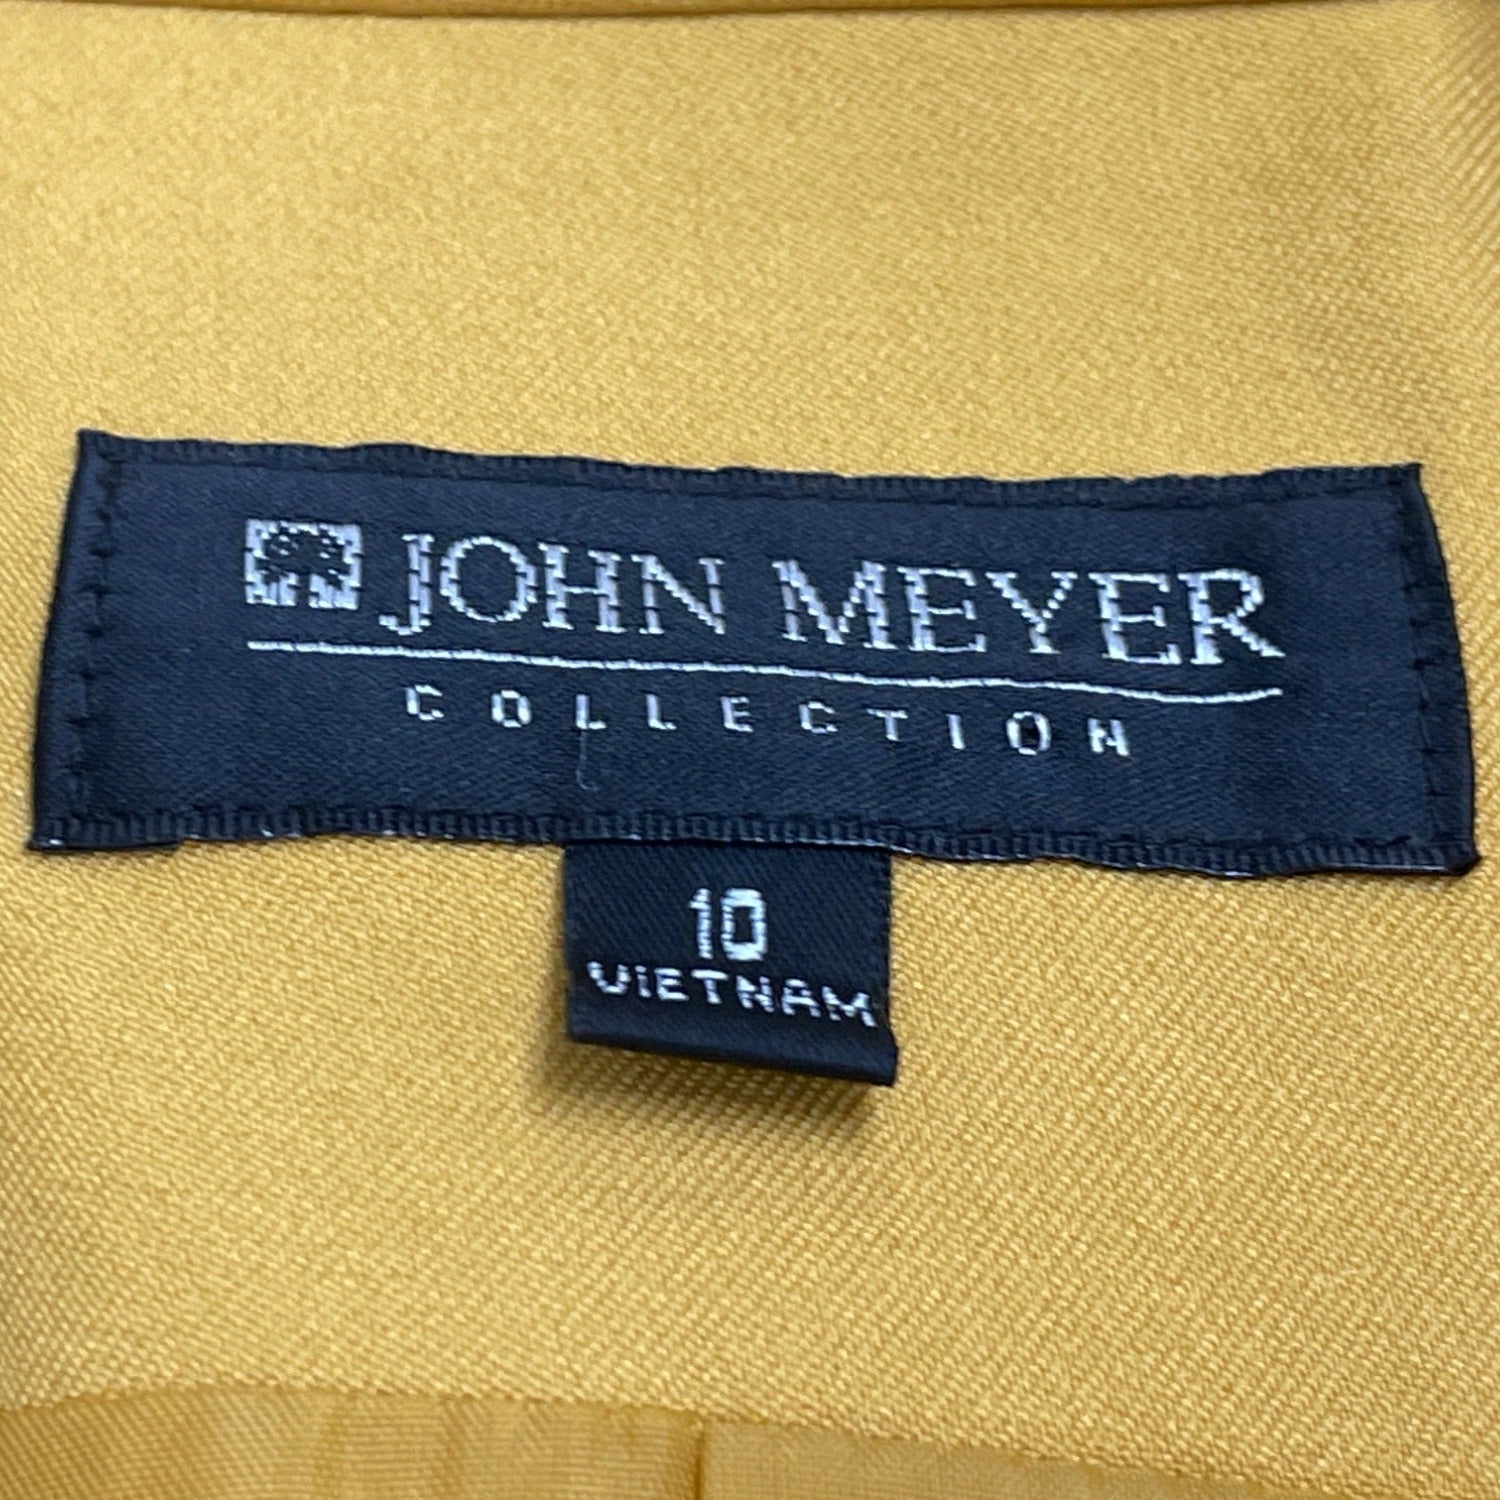 JOHN MEYER
COLLECTION
10
VIETNAM